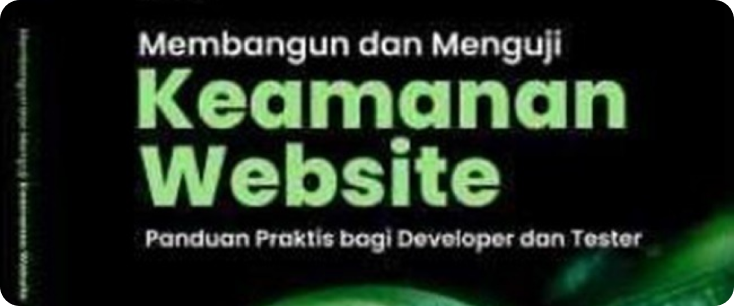 Membangun dan Menguji
Keamanan
Website
Panduan Praktis bagi Developer dan Tester